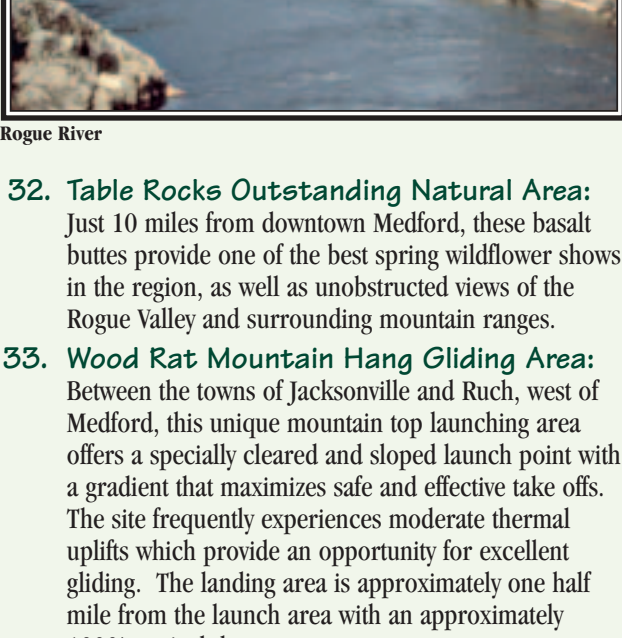 Rogue River
32. Table Rocks Outstanding Natural Area:
Just 10 miles from downtown Medford, these basalt
buttes provide one of the best spring wildflower shows
in the region, as well as unobstructed views of the
Rogue Valley and surrounding mountain ranges.
33. Wood Rat Mountain Hang Gliding Area:
Between the towns of Jacksonville and Ruch, west of
Medford, this unique mountain top launching area
offers a specially cleared and sloped launch point with
a gradient that maximizes safe and effective take offs.
The site frequently experiences moderate thermal
uplifts which provide an opportunity for excellent
gliding. The landing area is approximately one half
mile from the launch area with an approximately